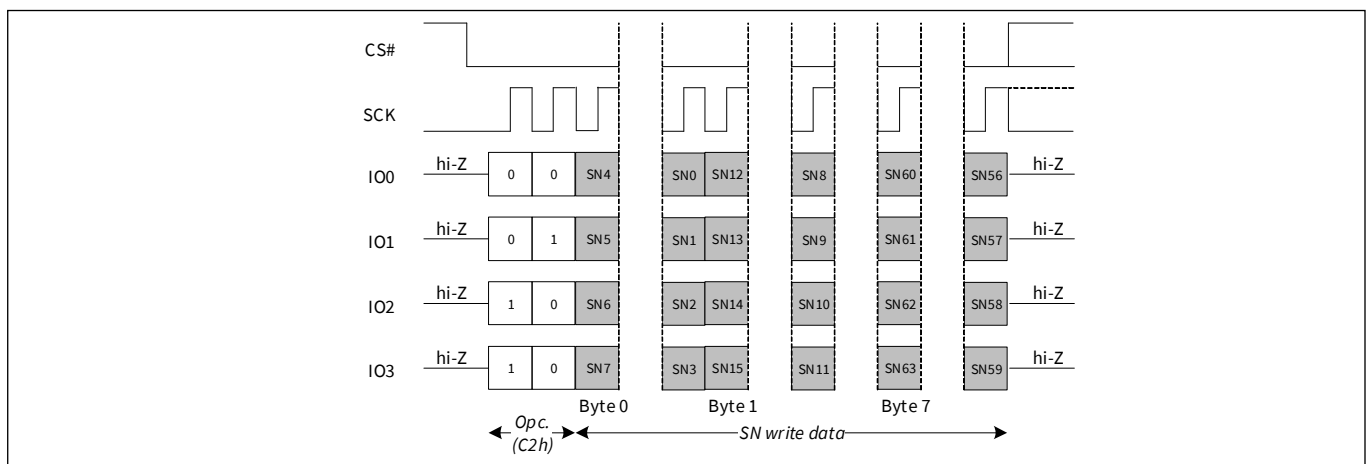 CS#
SCK
hi-Z 0 0 SN4 SN0 SN12 SN8 SN60 SN56 hi-Z
IO0
hi-Z 0 1 SN5 SN1 SN13 SN9 SN61 SN57 hi-Z
IO1
hi-Z 1 0 SN6 SN2 SN14 SN10 SN62 SN58 hi-Z
IO2
hi-Z 1 0 SN7 SN3 SN15 SN11 SN63 SN59 hi-Z
IO3
Byte 0 Byte 1 Byte 7
Opc.
(C2h)
SN write data